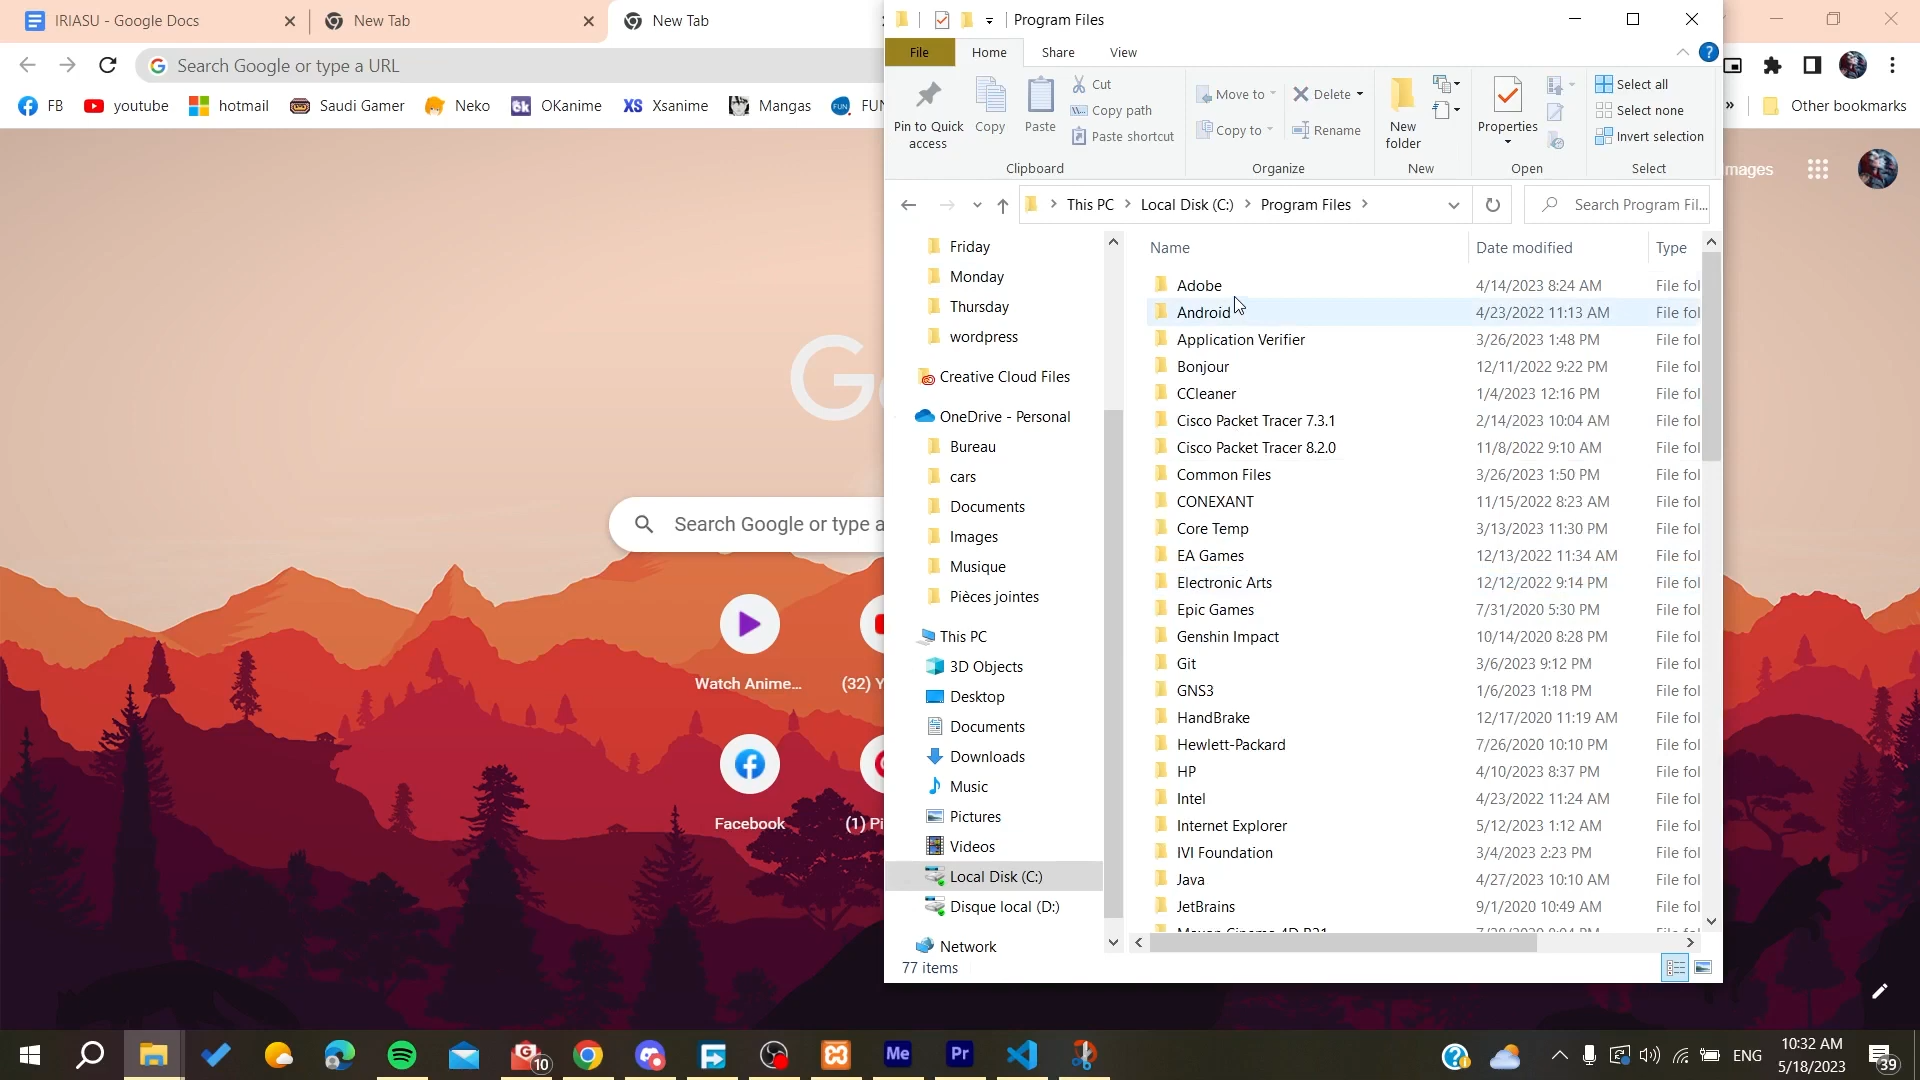 IRIASU - Google Docs
New Tab
New Tab
Search Google or type a URL
FB
youtube
hotmail
Saudi Gamer
Neko
OKanime
XS Xsanime
Mangas
FUN
» Other bookmarks
Search Google or type a
Watch Anime...
(32) Y
Facebook
(1) Pi
Program Files
File
Home
Share
View
Pin to Quick
access
Copy
Paste
Cut
Copy path
Paste shortcut
Clipboard
Move to
Copy to
Delete
Rename
Organize
New
folder
New
Properties
Open
Select all
Select none
Invert selection
Select
This PC
Local Disk (C:)
Program Files
Search Program Fil...
Friday
Monday
Thursday
wordpress
Creative Cloud Files
OneDrive - Personal
Bureau
cars
Documents
Images
Musique
Pièces jointes
This PC
3D Objects
Desktop
Documents
Downloads
Music
Pictures
Videos
Local Disk (C:)
Disque local (D:)
Network
Name Date modified Type
Adobe 4/14/2023 8:24 AM File fol
Android 4/23/2022 11:13 AM File fol
Application Verifier 3/26/2023 1:48 PM File fol
Bonjour 12/11/2022 9:22 PM File fol
CCleaner 1/4/2023 12:16 PM File fol
Cisco Packet Tracer 7.3.1 2/14/2023 10:04 AM File fol
Cisco Packet Tracer 8.2.0 11/8/2022 9:10 AM File fol
Common Files 3/26/2023 1:50 PM File fol
CONEXANT 11/15/2022 8:23 AM File fol
Core Temp 3/13/2023 11:30 PM File fol
EA Games 12/13/2022 11:34 AM File fol
Electronic Arts 12/12/2022 9:14 PM File fol
Epic Games 7/31/2020 5:30 PM File fol
Genshin Impact 10/14/2020 8:28 PM File fol
Git 3/6/2023 9:12 PM File fol
GNS3 1/6/2023 1:18 PM File fol
HandBrake 12/17/2020 11:19 AM File fol
Hewlett-Packard 7/26/2020 10:10 PM File fol
HP 4/10/2023 8:37 PM File fol
Intel 4/23/2022 11:24 AM File fol
Internet Explorer 5/12/2023 1:12 AM File fol
IVI Foundation 3/4/2023 2:23 PM File fol
Java 4/27/2023 10:10 AM File fol
JetBrains 9/1/2020 10:49 AM File fol
77 items
mages
10
Me
Pr
ENG
10:32 AM
5/18/2023
39